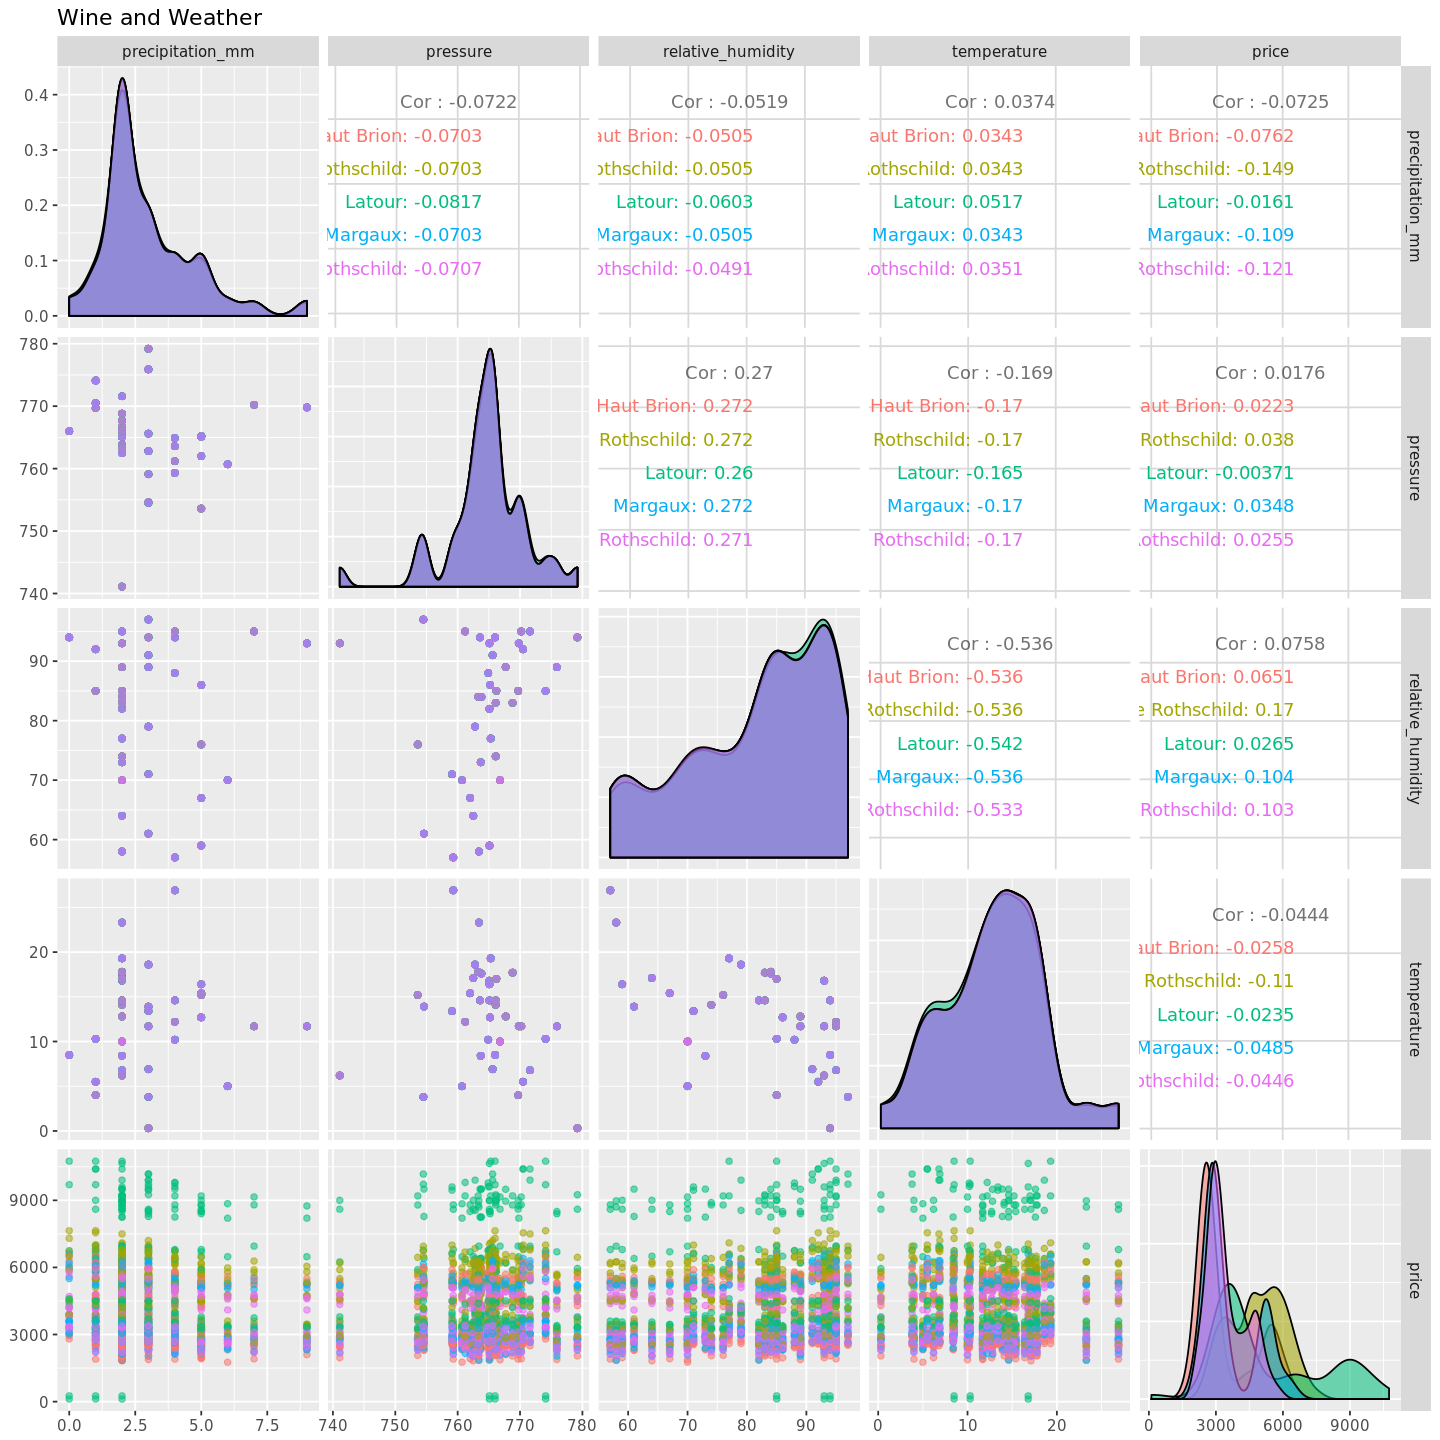 Wine and Weather
precipitation_mm pressure relative_humidity temperature price
Cor : -0.0722 Cor : -0.0519 Cor : 0.0374 Cor : -0.0725
aut Brion: -0.0703 aut Brion: -0.0505 aut Brion: 0.0343 aut Brion: -0.0762
othschild: -0.0703 othschild: -0.0505 othschild: 0.0343 Rothschild: -0.149
Latour: -0.0817 Latour: -0.0603 Latour: 0.0517 Latour: -0.0161
Margaux: -0.0703 Margaux: -0.0505 Margaux: 0.0343 Margaux: -0.109
othschild: -0.0707 othschild: -0.0491 othschild: 0.0351 Rothschild: -0.121
0.4
0.3
0.2
0.1
0.0
precipitation_mm
Cor : 0.27 Cor : -0.169 Cor : 0.0176
Haut Brion: 0.272 Haut Brion: -0.17 aut Brion: 0.0223
Rothschild: 0.272 Rothschild: -0.17 Rothschild: 0.038
Latour: 0.26 Latour: -0.165 Latour: -0.00371
Margaux: 0.272 Margaux: -0.17 Margaux: 0.0348
Rothschild: 0.271 Rothschild: -0.17 othschild: 0.0255
780
770
760
750
740
pressure
Cor : -0.536 Cor : 0.0758
Haut Brion: -0.536 aut Brion: 0.0651
Rothschild: -0.536 e Rothschild: 0.17
Latour: -0.542 Latour: 0.0265
Margaux: -0.536 Margaux: 0.104
Rothschild: -0.533 Rothschild: 0.103
90
80
70
60
relative_humidity
Cor : -0.0444
aut Brion: -0.0258
Rothschild: -0.11
Latour: -0.0235
Margaux: -0.0485
othschild: -0.0446
20
10
0
temperature
9000
6000
3000
0
price
0.0 2.5 5.0 7.5 740 750 760 770 780 60 70 80 90 0 10 20 0 3000 6000 9000